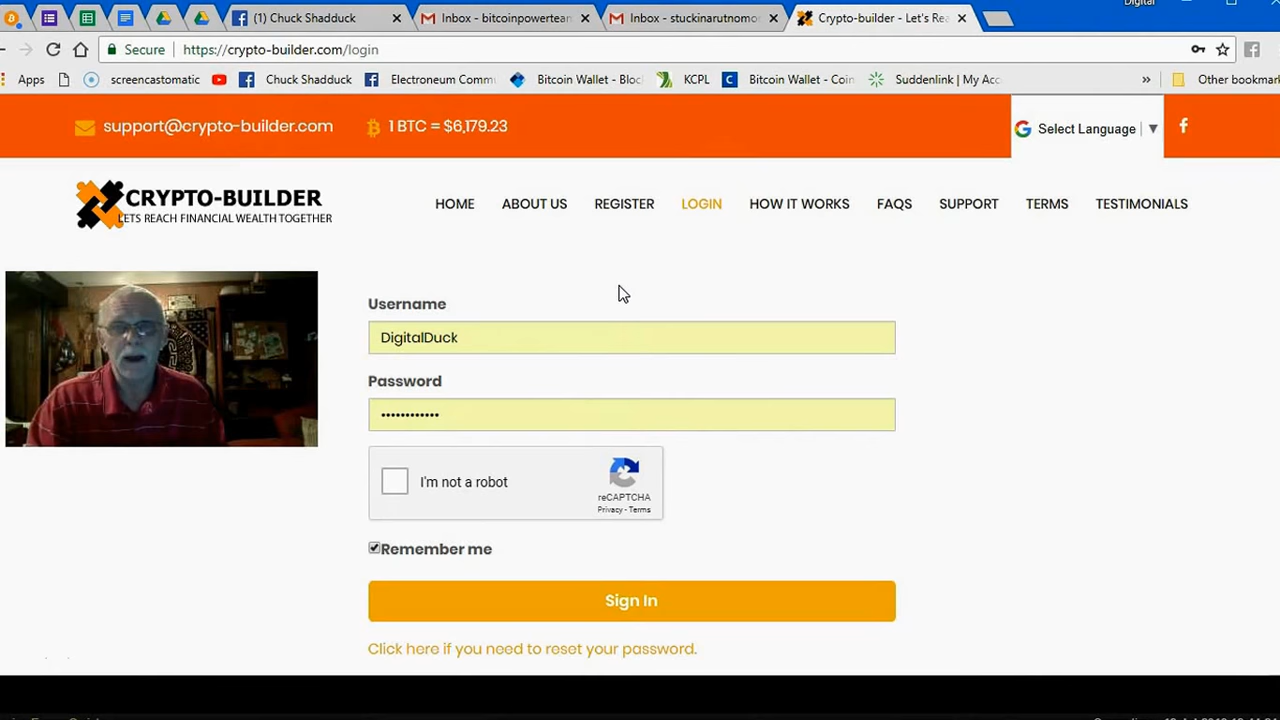 Digital
(1) Chuck Shadduck
Inbox - bitcoinpowertean
Inbox - stuckinarutnomor
Crypto-builder - Let's Rea
Secure https://crypto-builder.com/login
Apps screencastomatic Chuck Shadduck Electroneum Comm Bitcoin Wallet - Bloc KCPL Bitcoin Wallet - Coin Suddenlink | My Acc » Other bookmar
support@crypto-builder.com 1 BTC = $6,179.23 Select Language
CRYPTO-BUILDER
LETS REACH FINANCIAL WEALTH TOGETHER
HOME ABOUT US REGISTER LOGIN HOW IT WORKS FAQS SUPPORT TERMS TESTIMONIALS
Username
DigitalDuck
Password
••••••••••••
I'm not a robot
reCAPTCHA
Privacy - Terms
Remember me
Sign In
Click here if you need to reset your password.